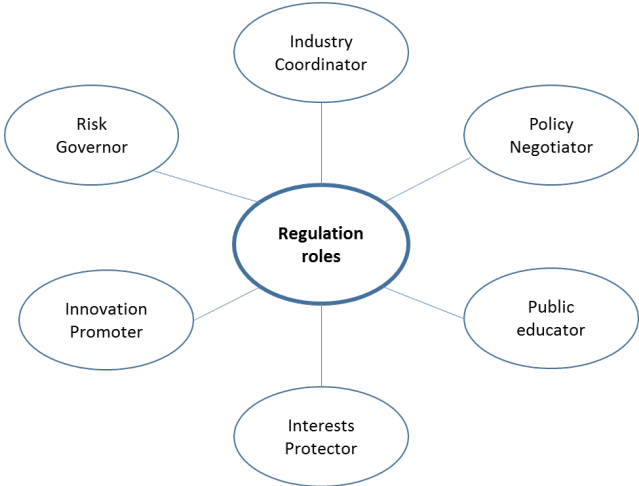 Industry
Coordinator
Risk
Governor
Policy
Negotiator
Regulation
roles
Innovation
Promoter
Public
educator
Interests
Protector